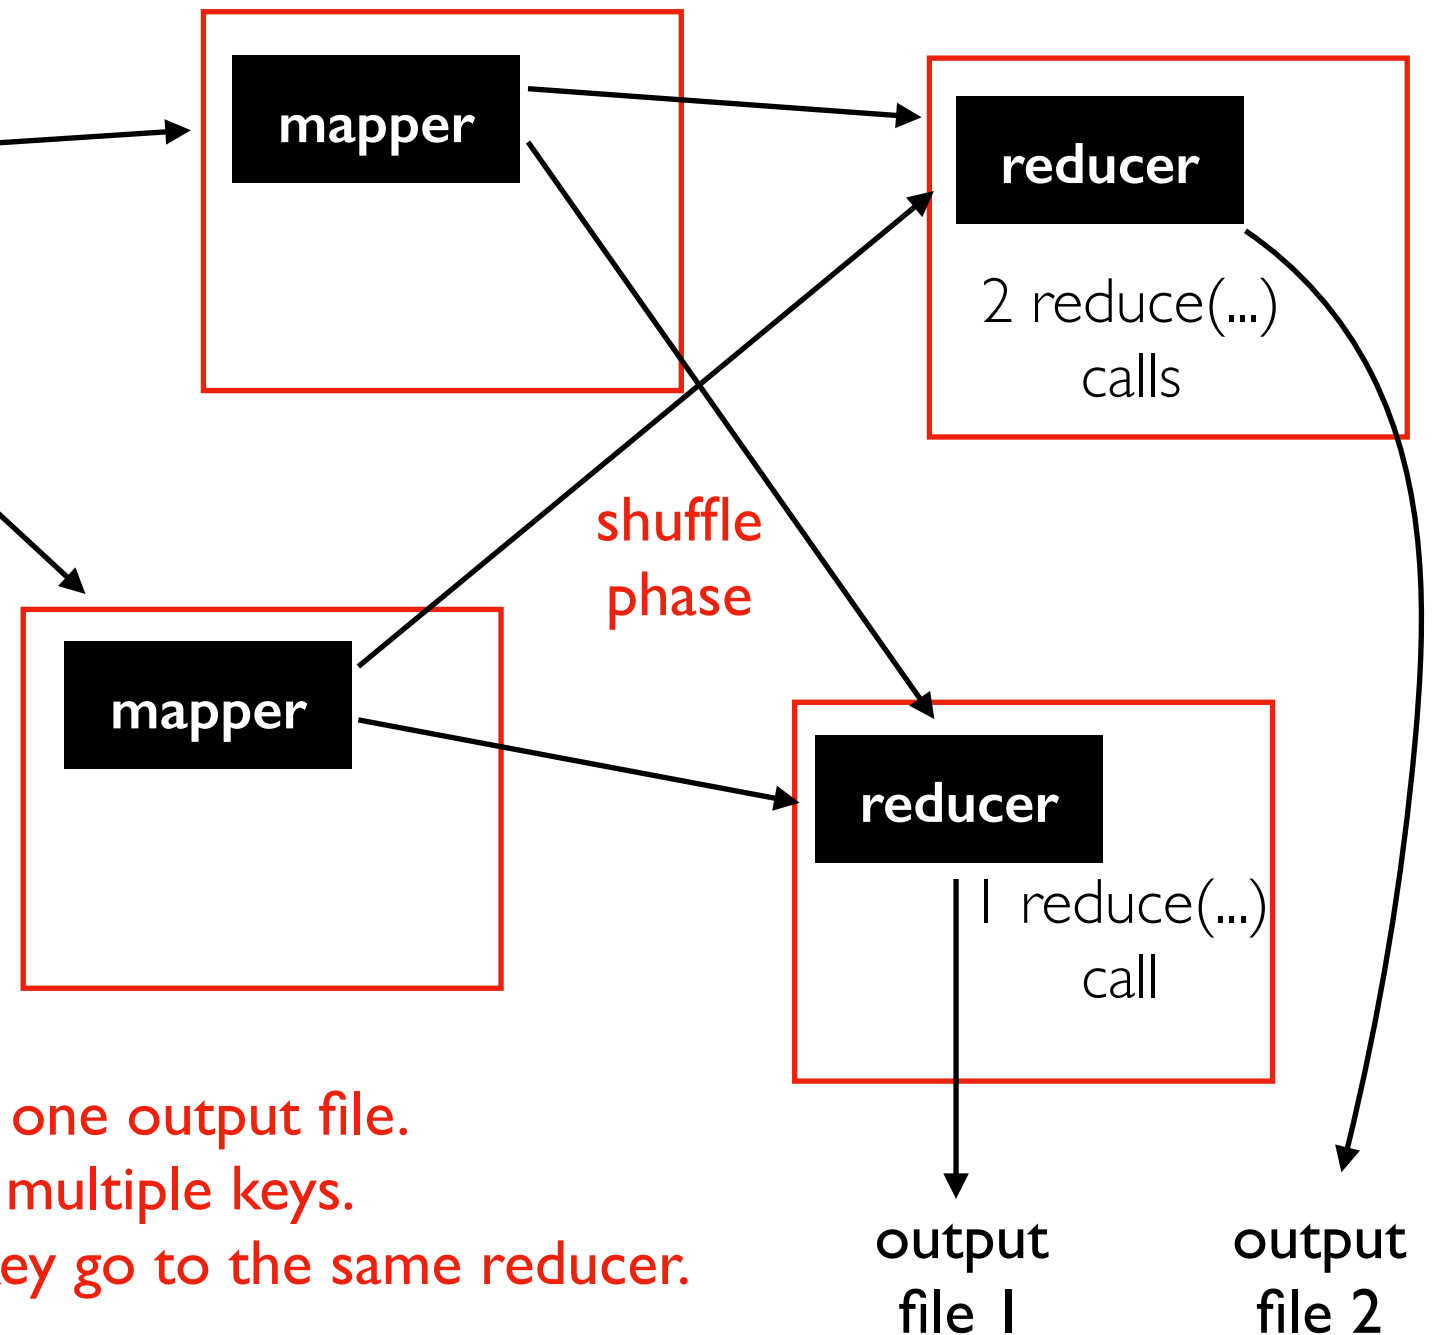 mapper
reducer
2 reduce(...)
calls
shuffle
phase
mapper
reducer
1 reduce(...)
call
one output file.
multiple keys.
go to the same reducer.
output
file 1
output
file 2